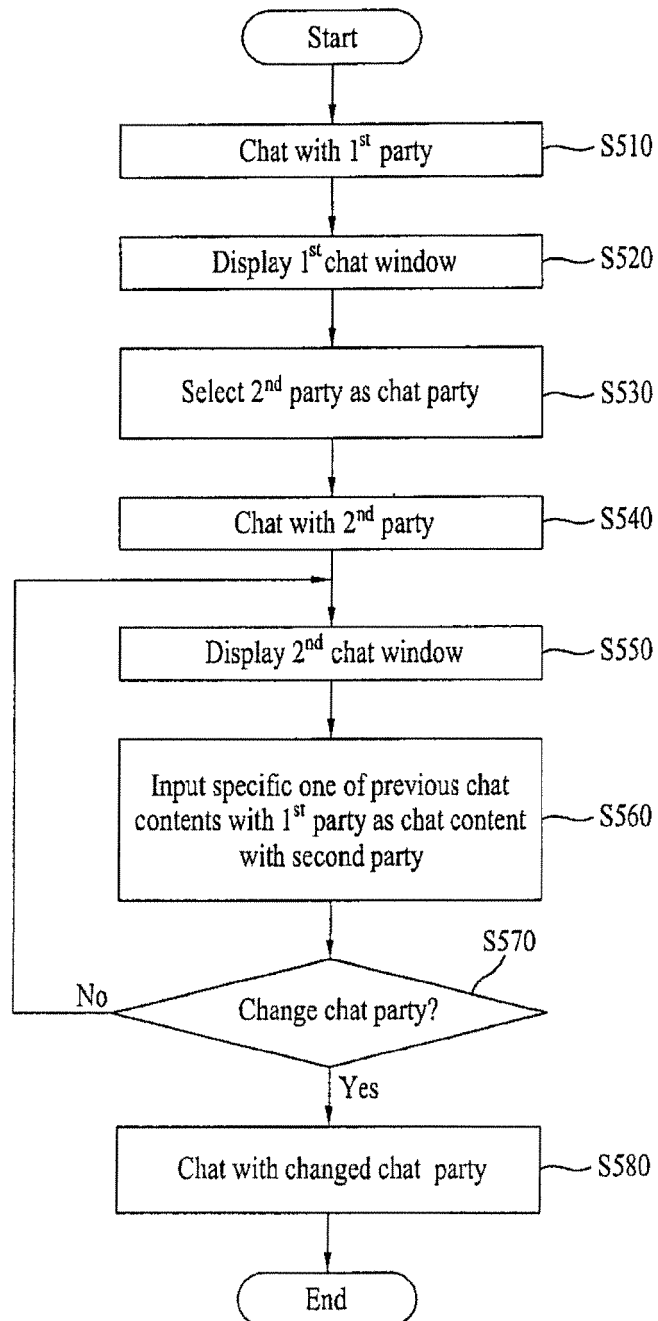 Start
Chat with 1st party
S510
Display 1st chat window
S520
Select 2nd party as chat party
S530
Chat with 2nd party
S540
Display 2nd chat window
S550
Input specific one of previous chat
contents with 1st party as chat content
with second party
S560
S570
Change chat party?
No
Yes
Chat with changed chat party
S580
End